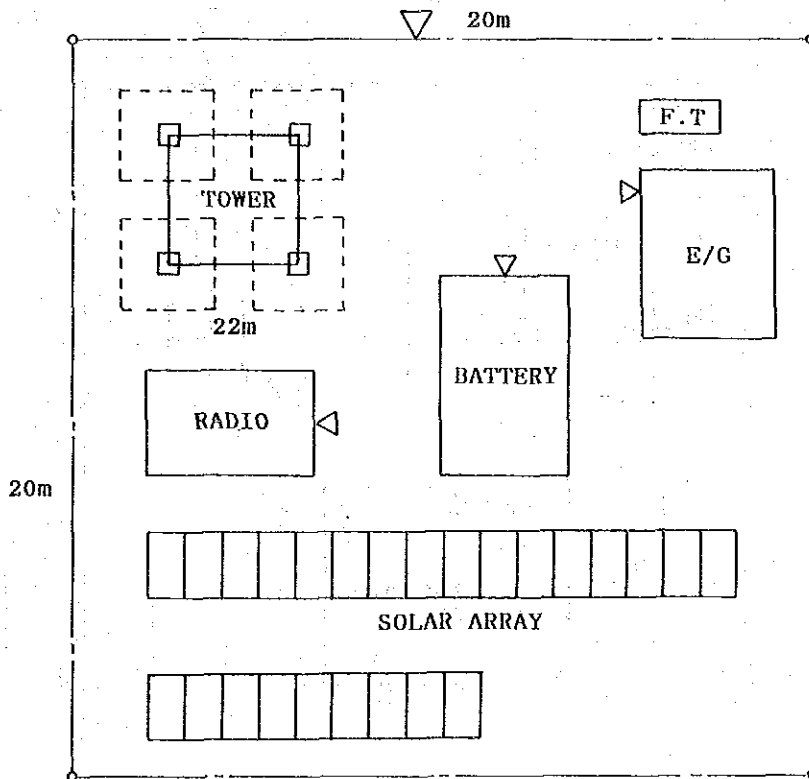 20m
F.T
TOWER
E/G
22m
BATTERY
RADIO
20m
SOLAR ARRAY